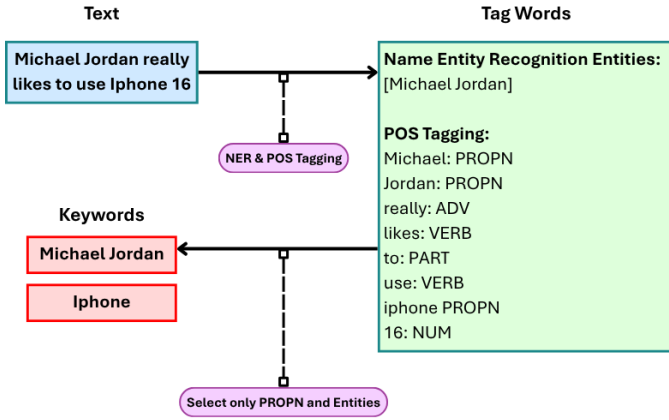 Text
Michael Jordan really
likes to use Iphone 16
NER & POS Tagging
Tag Words
Name Entity Recognition Entities:
[Michael Jordan]
POS Tagging:
Michael: PROPN
Jordan: PROPN
really: ADV
likes: VERB
to: PART
use: VERB
iphone PROPN
16: NUM
Keywords
Michael Jordan
Iphone
Select only PROPN and Entities